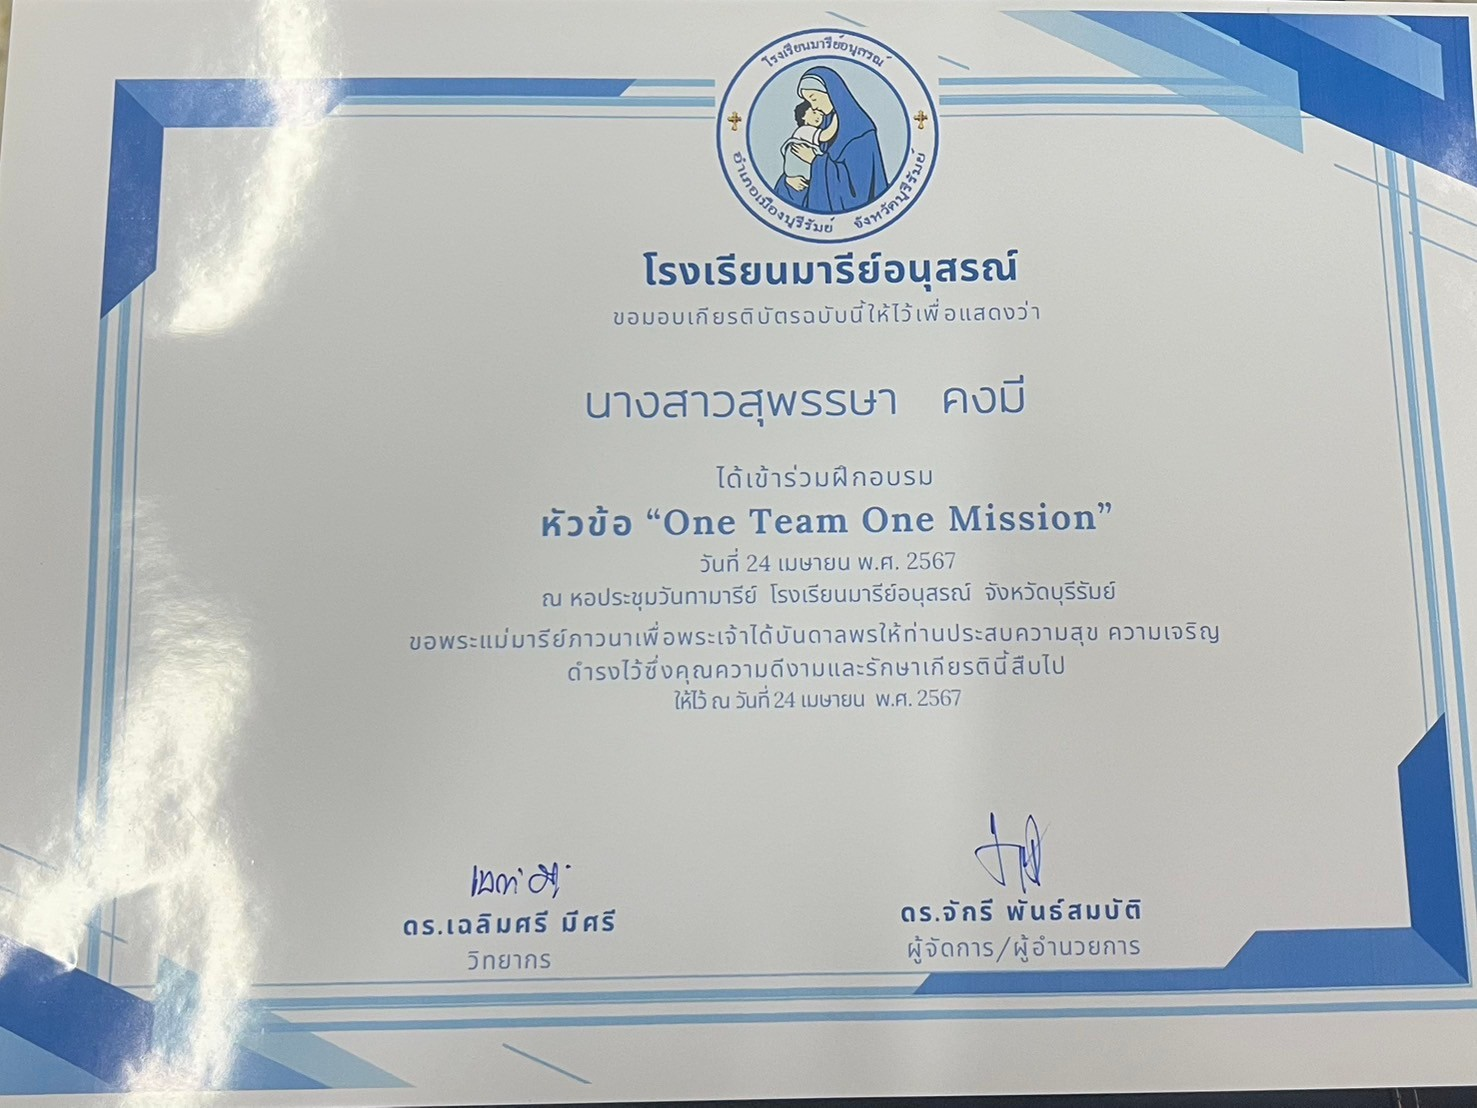 โรงเรียนมารีย์อนุสรณ์
อำเภอเมืองบุรีรัมย์ จังหวัดบุรีรัมย์
โรงเรียนมารีย์อนุสรณ์
ขอมอบเกียรติบัตรฉบับนี้ให้ไว้เพื่อแสดงว่า
นางสาวสุพรรษา คงมี
ได้เข้าร่วมฝึกอบรม
หัวข้อ “One Team One Mission”
วันที่ 24 เมษายน พ.ศ. 2567
ณ หอประชุมวันทามารีย์ โรงเรียนมารีย์อนุสรณ์ จังหวัดบุรีรัมย์
ขอพระแม่มารีย์ภาวนาเพื่อพระเจ้าได้บันดาลพรให้ท่านประสบความสุข ความเจริญ
ดำรงไว้ซึ่งคุณความดีงามและรักษาเกียรตินี้สืบไป
ให้ไว้ ณ วันที่ 24 เมษายน พ.ศ. 2567
ดร.เฉลิมศรี มีศรี
วิทยากร
ดร.จักรี พันธ์สมบัติ
ผู้จัดการ/ผู้อำนวยการ